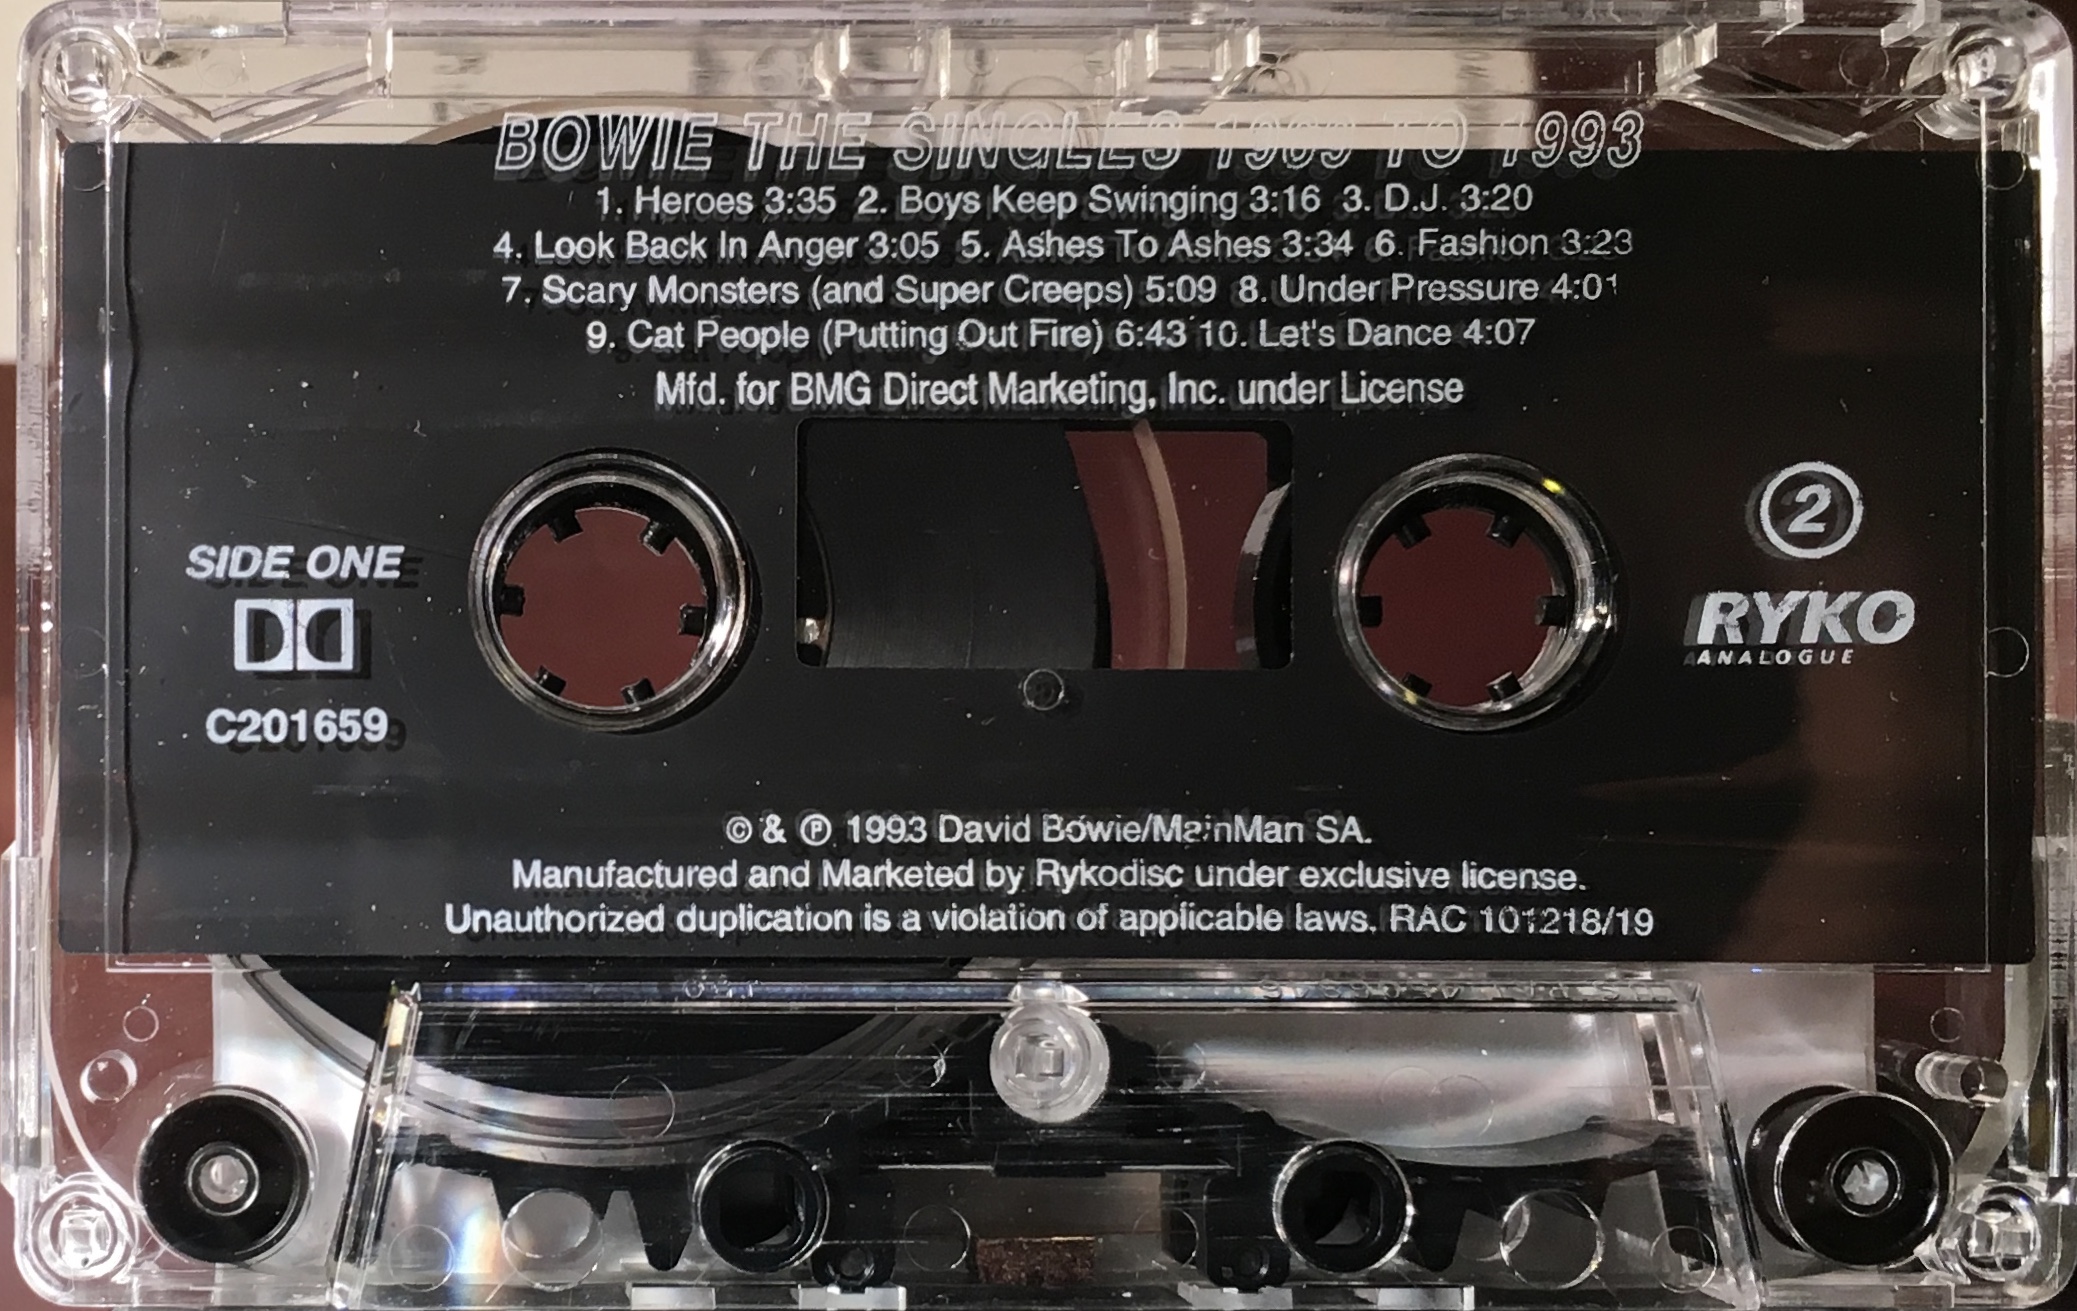 BOWIE THE SINGLES 1969 TO 1993
1. Heroes 3:35 2. Boys Keep Swinging 3:16 3. D.J. 3:20
4. Look Back In Anger 3:05 5. Ashes To Ashes 3:34 6. Fashion 3:23
7. Scary Monsters (and Super Creeps) 5:09 8. Under Pressure 4:01
9. Cat People (Putting Out Fire) 6:43 10. Let's Dance 4:07
Mfd. for BMG Direct Marketing, Inc. under License
SIDE ONE
C201659
2
RYKO
ANALOGUE
© & ℗ 1993 David Bowie/MainMan SA.
Manufactured and Marketed by Rykodisc under exclusive license.
Unauthorized duplication is a violation of applicable laws. RAC 101218/19